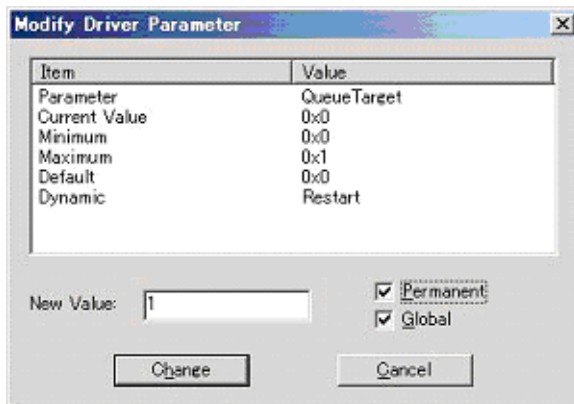 Modify Driver Parameter
Item Value
Parameter QueueTarget
Current Value 0x0
Minimum 0x0
Maximum 0x1
Default 0x0
Dynamic Restart
New Value: 1
Permanent
Global
Change Cancel